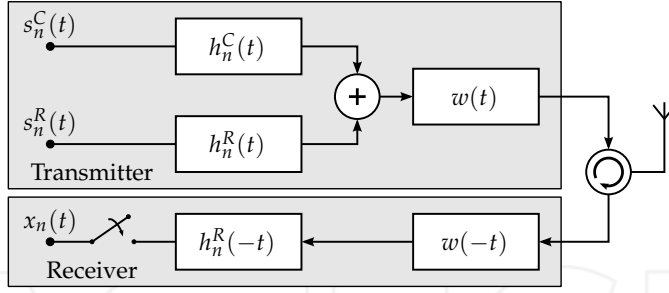 s_n^C(t)
h_n^C(t)
+
w(t)
s_n^R(t)
h_n^R(t)
Transmitter
x_n(t)
h_n^R(−t)
w(−t)
Receiver